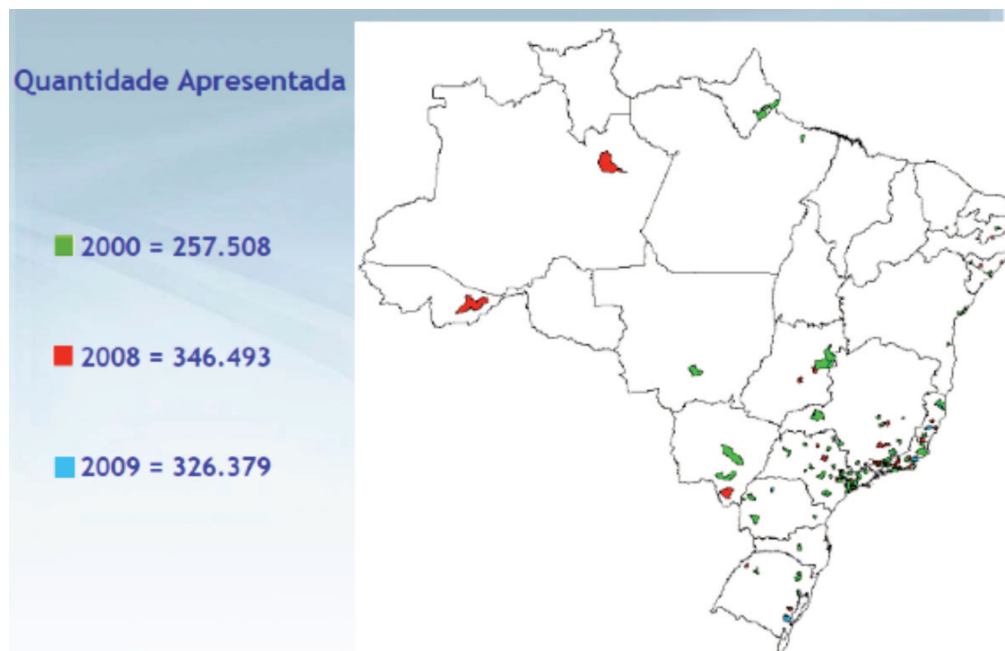 Quantidade Apresentada
2000 = 257.508
2008 = 346.493
2009 = 326.379